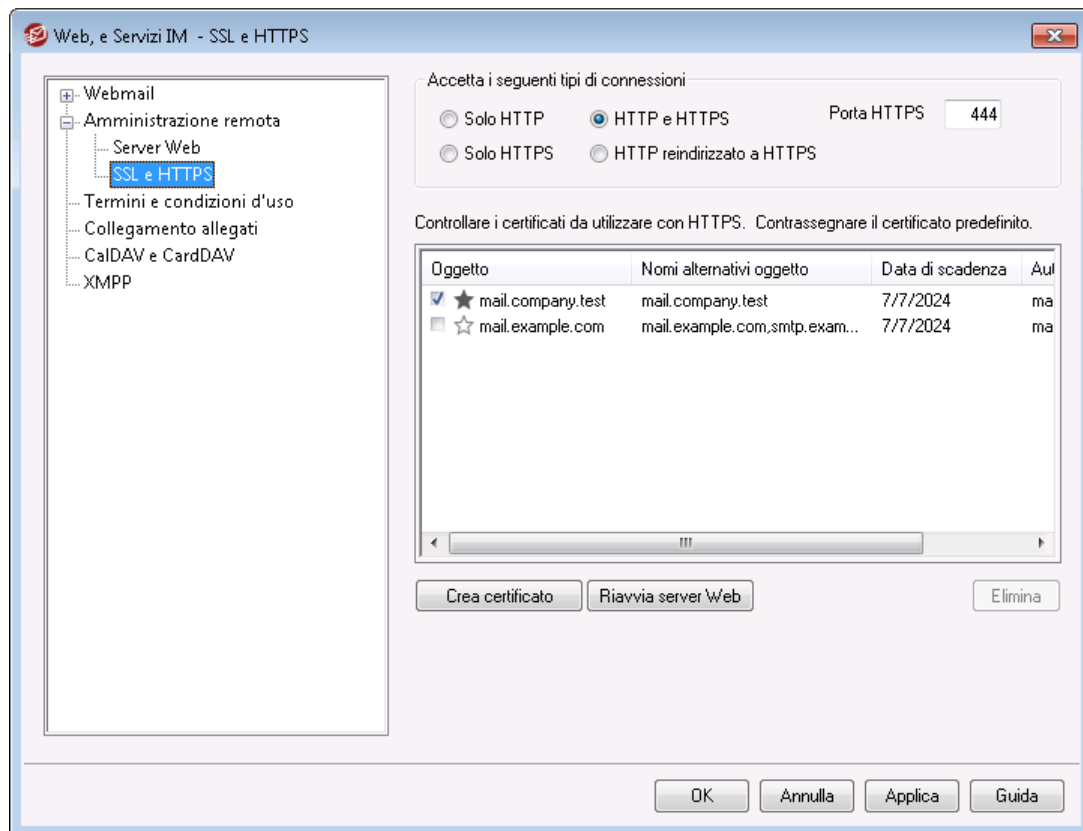 Web, e Servizi IM - SSL e HTTPS
Webmail
Amministrazione remota
Server Web
SSL e HTTPS
Termini e condizioni d'uso
Collegamento allegati
CalDAV e CardDAV
XMPP
Accetta i seguenti tipi di connessioni
Solo HTTP HTTP e HTTPS Porta HTTPS 444
Solo HTTPS HTTP reindirizzato a HTTPS
Controllare i certificati da utilizzare con HTTPS. Contrassegnare il certificato predefinito.
Oggetto Nomi alternativi oggetto Data di scadenza Aut
mail.company.test mail.company.test 7/7/2024 ma
mail.example.com mail.example.com,smtp.exam... 7/7/2024 ma
Crea certificato Riavvia server Web Elimina
OK Annulla Applica Guida